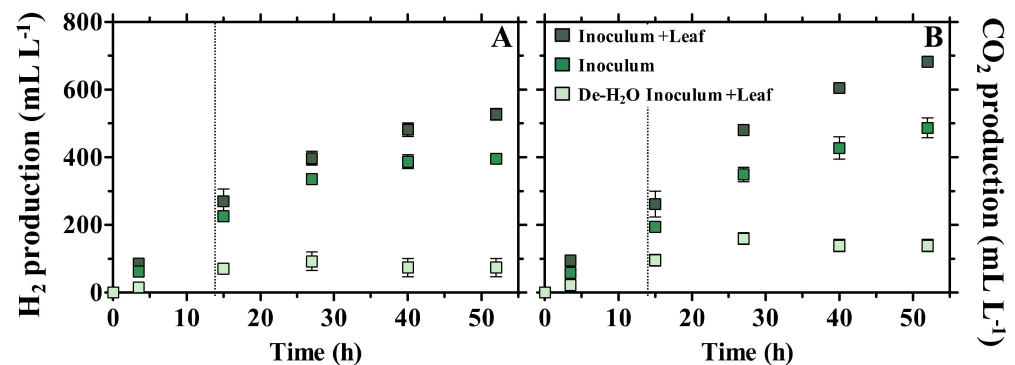 H2 production (mL L-1)
800
600
400
200
0
0 10 20 30 40 50
Time (h)
A
B
Inoculum +Leaf
Inoculum
De-H2O Inoculum +Leaf
0 10 20 30 40 50
Time (h)
CO2 production (mL L-1)